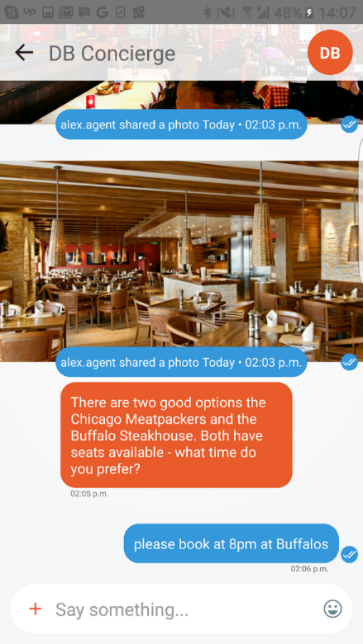 48% 14:07
DB Concierge
DB
alex.agent shared a photo Today • 02:03 p.m.
alex.agent shared a photo Today • 02:03 p.m.
There are two good options the
Chicago Meatpackers and the
Buffalo Steakhouse. Both have
seats available - what time do
you prefer?
02:05 p.m.
please book at 8pm at Buffalos
02:06 p.m.
+ Say something...